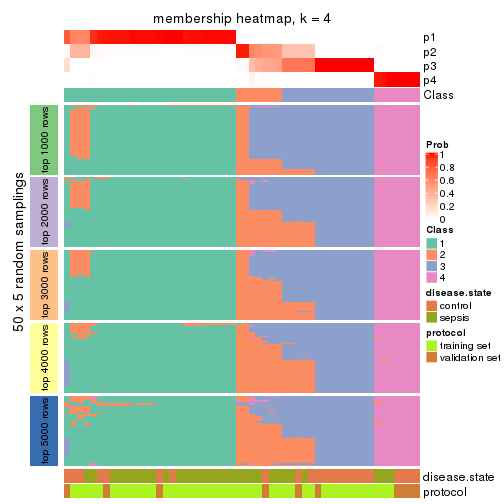 membership heatmap, k = 4
p1
p2
p3
p4
Class
50 x 5 random samplings
top 1000 rows
top 2000 rows
top 3000 rows
top 4000 rows
top 5000 rows
disease.state
protocol
Prob
1
0.8
0.6
0.4
0.2
0
Class
1
2
3
4
disease.state
control
sepsis
protocol
training set
validation set